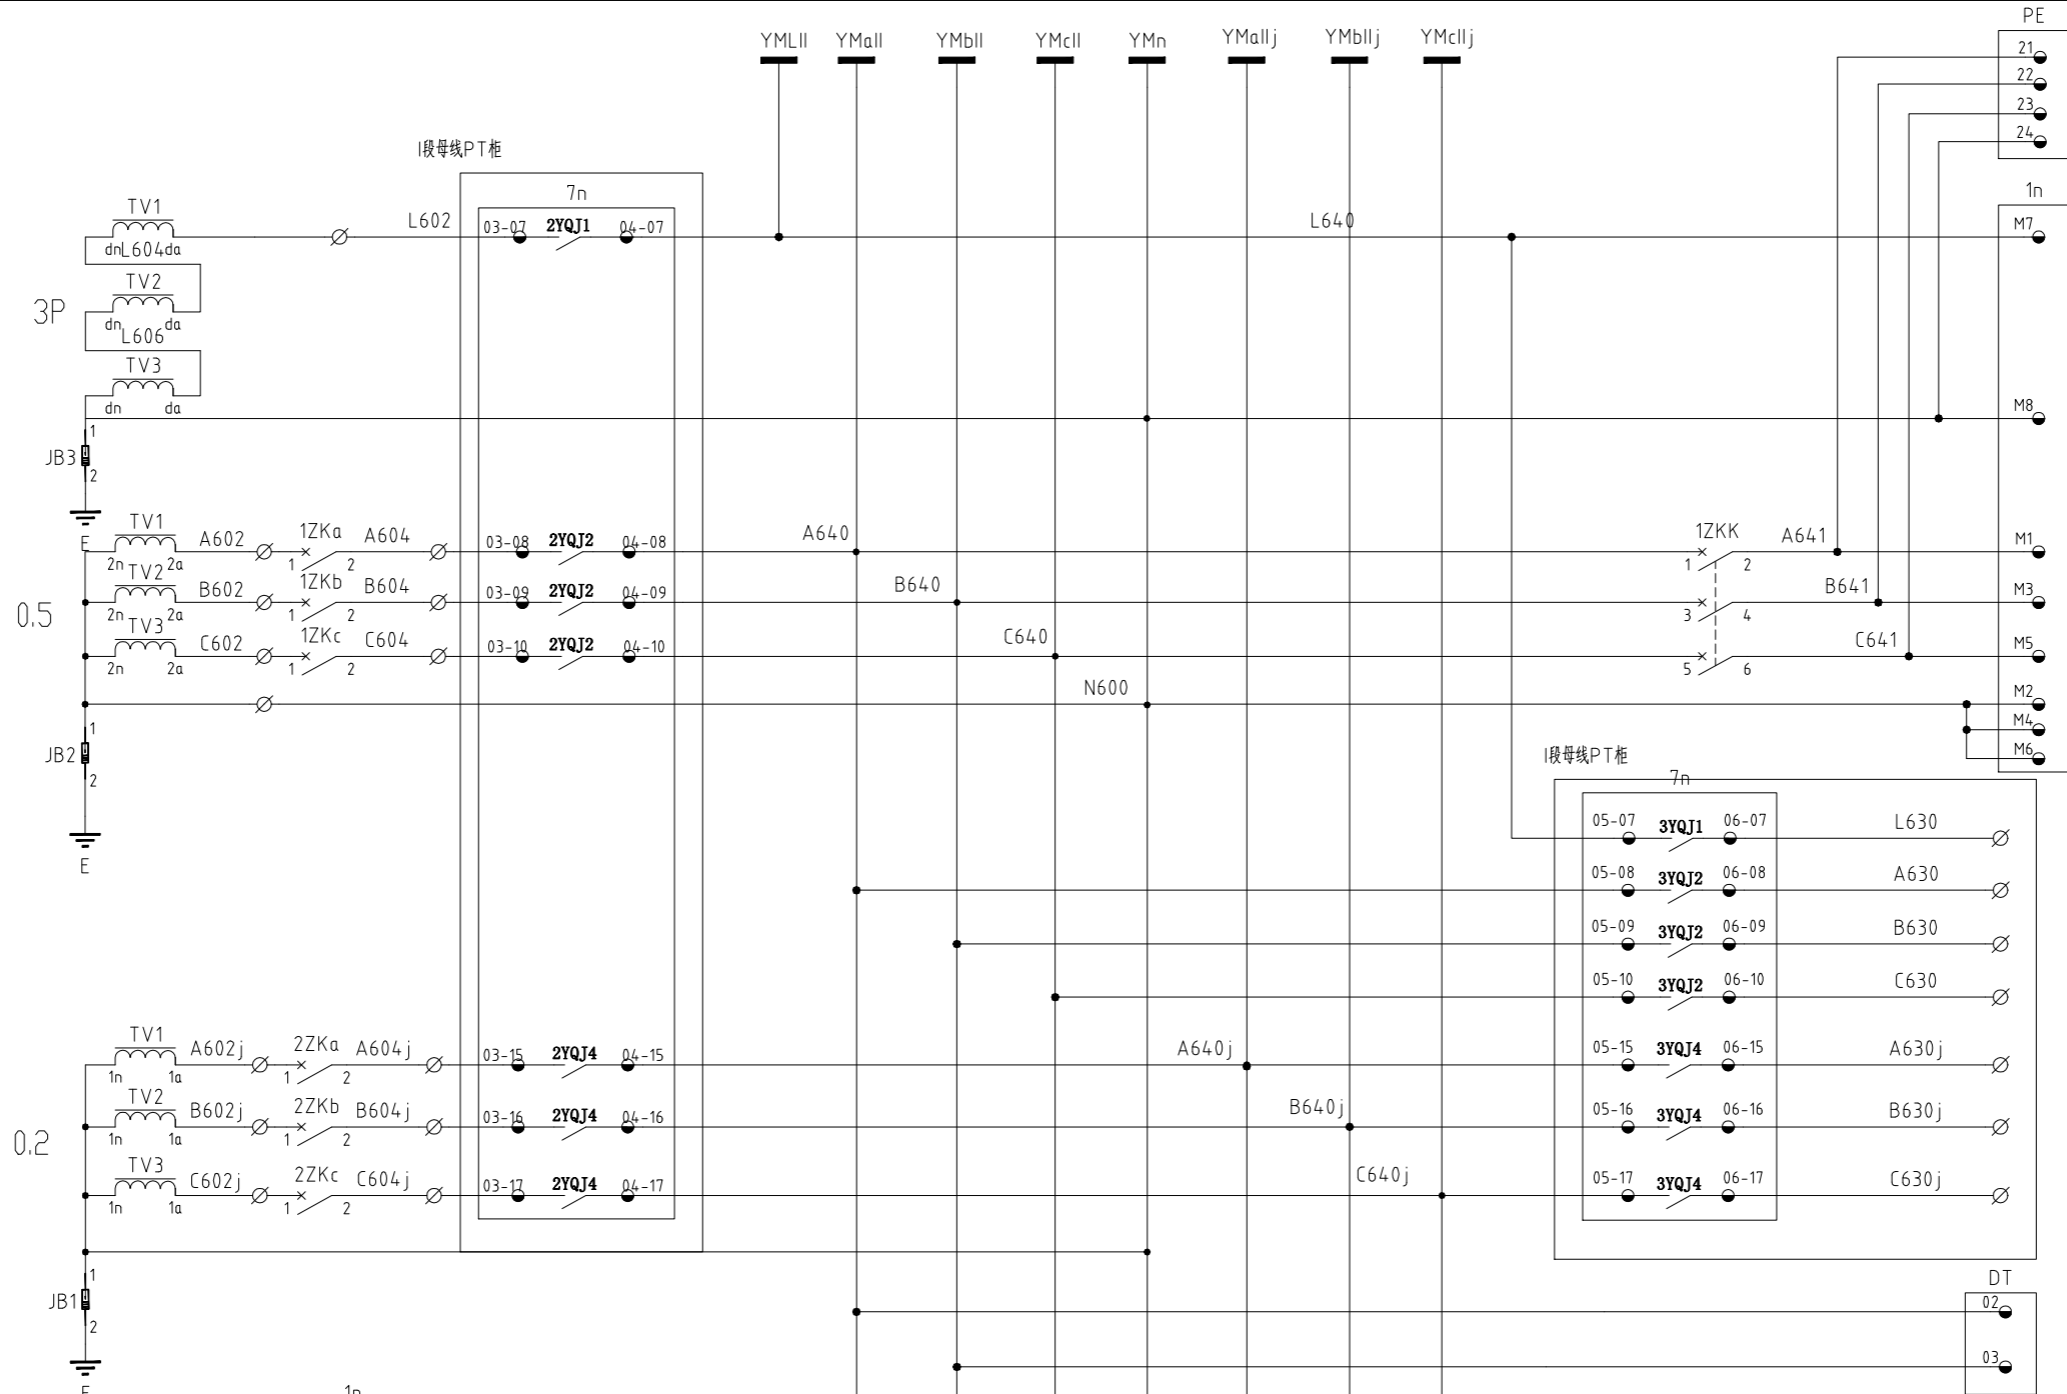 PE
YMLII YMaII YMbII YMcII YMn YMaIIj YMbIIj YMcIIj
21
22
23
24
I段母线PT柜
7n
1n
TV1 L602 03-07 2YQJ1 04-07 L640 M7
dn L604 da
TV2
3P
dn L606 da
TV3
dn da
M8
1
JB3
2
E
TV1 A602 1ZKa A604 03-08 2YQJ2 04-08 A640 1ZKK A641 M1
2n 2a 1 2 1 2
TV2 B602 1ZKb B604 03-09 2YQJ2 04-09 B640 B641 M3
0.5
2n 2a 1 2 3 4
TV3 C602 1ZKc C604 03-10 2YQJ2 04-10 C640 C641 M5
2n 2a 1 2 5 6
N600 M2
1
M4
JB2
2
M6
E
I段母线PT柜
7n
05-07 3YQJ1 06-07 L630
05-08 3YQJ2 06-08 A630
05-09 3YQJ2 06-09 B630
05-10 3YQJ2 06-10 C630
TV1 A602j 2ZKa A604j 03-15 2YQJ4 04-15 A640j 05-15 3YQJ4 06-15 A630j
1n 1a 1 2
TV2 B602j 2ZKb B604j 03-16 2YQJ4 04-16 B640j 05-16 3YQJ4 06-16 B630j
0.2
1n 1a 1 2
TV3 C602j 2ZKc C604j 03-17 2YQJ4 04-17 C640j 05-17 3YQJ4 06-17 C630j
1n 1a 1 2
1
JB1
2
E
DT
02
03
1n